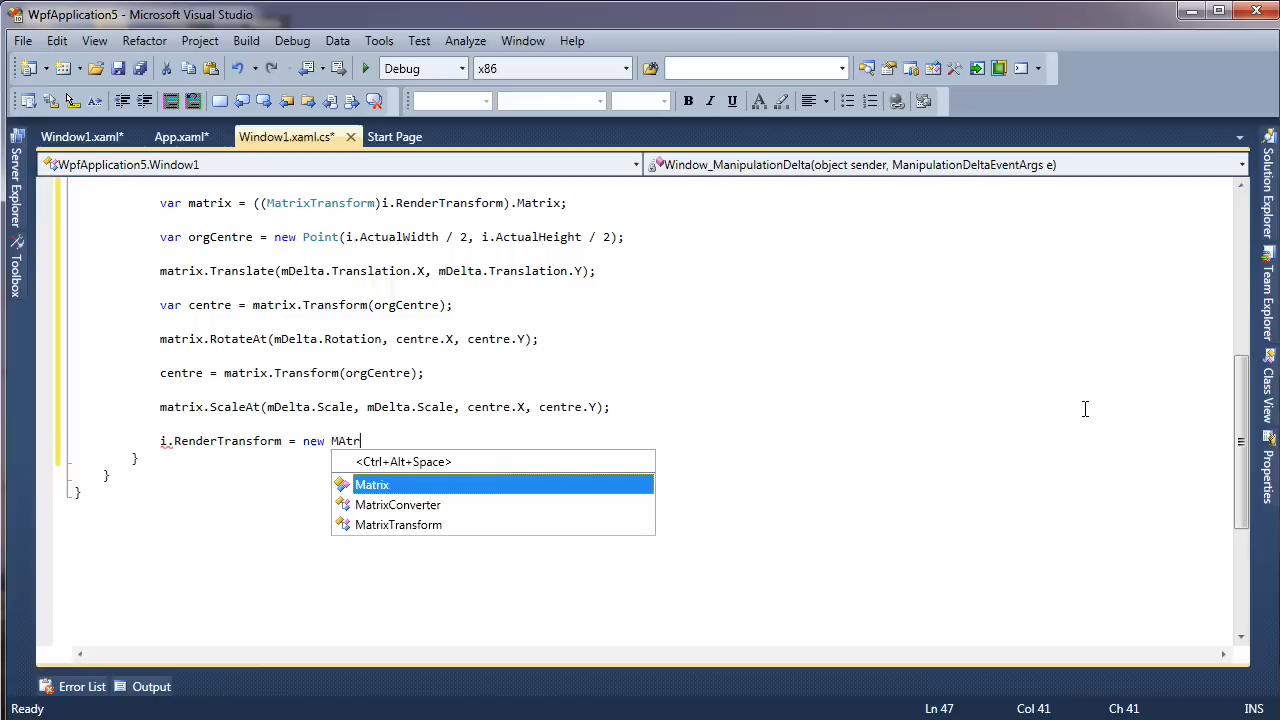 WpfApplication5 - Microsoft Visual Studio
File Edit View Refactor Project Build Debug Data Tools Test Analyze Window Help
Debug x86
Window1.xaml* App.xaml* Window1.xaml.cs* Start Page
WpfApplication5.Window1 Window_ManipulationDelta(object sender, ManipulationDeltaEventArgs e)
Server Explorer
Toolbox
var matrix = ((MatrixTransform)i.RenderTransform).Matrix;
var orgCentre = new Point(i.ActualWidth / 2, i.ActualHeight / 2);
matrix.Translate(mDelta.Translation.X, mDelta.Translation.Y);
var centre = matrix.Transform(orgCentre);
matrix.RotateAt(mDelta.Rotation, centre.X, centre.Y);
centre = matrix.Transform(orgCentre);
matrix.ScaleAt(mDelta.Scale, mDelta.Scale, centre.X, centre.Y);
i.RenderTransform = new MAtr
}
}
}
<Ctrl+Alt+Space>
Matrix
MatrixConverter
MatrixTransform
Solution Explorer
Team Explorer
Class View
Properties
Error List Output
Ready Ln 47 Col 41 Ch 41 INS